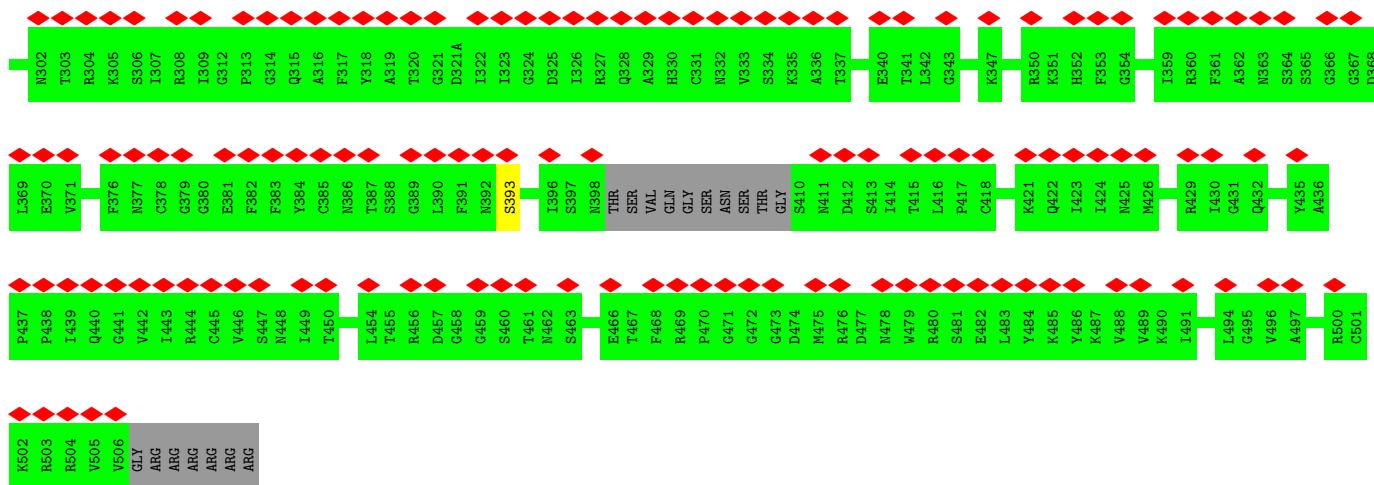 N302 T303 R304 K305 S306 I307 R308 I309 G312 P313 G314 Q315 A316 F317 Y318 A319 T320 G321 D321A I322 I323 G324 D325 I326 R327 Q328 A329 H330 C331 N332 V333 S334 K335 A336 T337 E340 T341 L342 G343 K347 R350 K351 H352 F353 G354 I359 R360 F361 A362 N363 S364 S365 G366 G367 D368
L369 E370 V371 F376 N377 C378 G379 G380 E381 F382 F383 Y384 C385 N386 T387 S388 G389 L390 F391 N392 S393 I396 S397 N398 THR SER VAL GLN GLY SER ASN SER THR GLY S410 N411 D412 S413 I414 T415 L416 P417 C418 K421 Q422 I423 I424 N425 M426 R429 I430 G431 Q432 Y435 A436
P437 P438 I439 Q440 G441 V442 I443 R444 C445 V446 S447 N448 I449 T450 L454 T455 R456 D457 G458 G459 S460 T461 N462 S463 E466 T467 F468 R469 P470 G471 G472 G473 D474 M475 R476 D477 N478 W479 R480 S481 E482 L483 Y484 K485 Y486 K487 V488 V489 K490 I491 L494 G495 V496 A497 R500 C501
K502 R503 R504 V505 V506 GLY ARG ARG ARG ARG ARG ARG